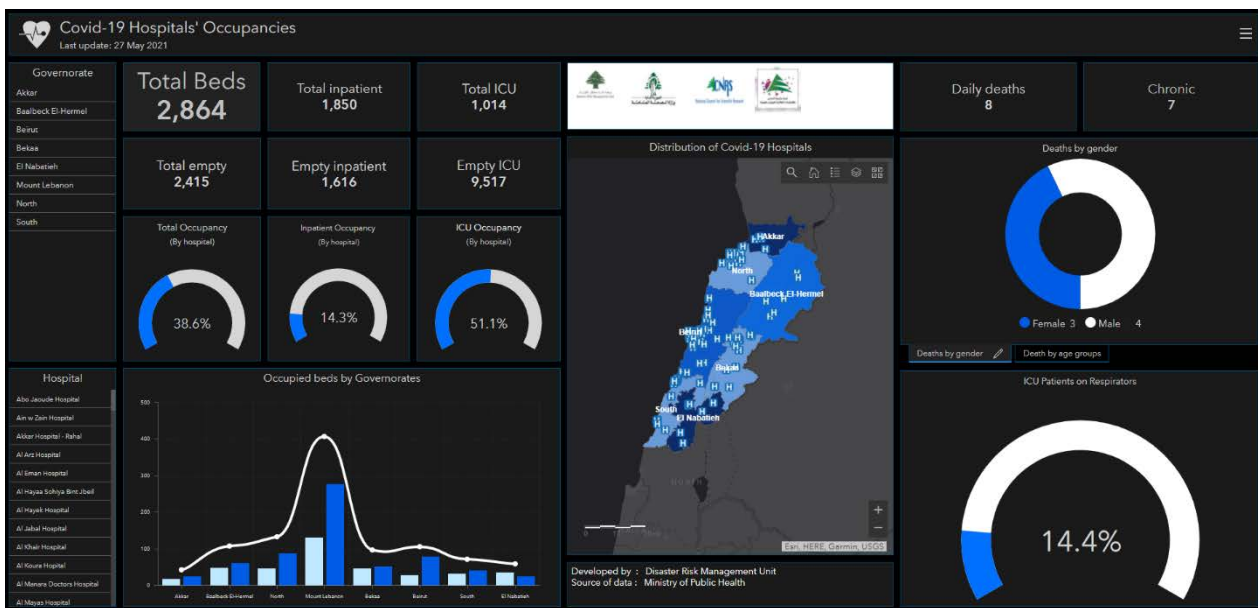 Covid-19 Hospitals' Occupancies
Last update: 27 May 2021
Governorate
Akkar
Baalbeck El-Hermel
Beirut
Bekaa
El Nabatieh
Mount Lebanon
North
South
Total Beds
2,864
Total inpatient
1,850
Total ICU
1,014
Total empty
2,415
Empty inpatient
1,616
Empty ICU
9,517
Total Occupancy
(By hospital)
38.6%
Inpatient Occupancy
(By hospital)
14.3%
ICU Occupancy
(By hospital)
51.1%
Hospital
Abo Jaoude Hospital
Ain w Zain Hospital
Akkar Hospital - Rahal
Al Arz Hospital
Al Eman Hospital
Al Hayaa Sohiya Bint Jbeil
Al Hayek Hospital
Al Jabal Hospital
Al Khair Hospital
Al Koura Hopital
Al Manara Doctors Hospital
Al Mayas Hospital
Occupied beds by Governorates
500
400
300
200
100
0
Akkar
Baalbeck El-Hermel
North
Mount Lebanon
Bekaa
Beirut
South
El Nabatieh
CNRS
Distribution of Covid-19 Hospitals
Akkar
North
Baalbeck El-Hermel
South
El Nabatieh
Esri, HERE, Garmin, USGS
Developed by : Disaster Risk Management Unit
Source of data : Ministry of Public Health
Daily deaths
8
Chronic
7
Deaths by gender
Female 3 Male 4
Deaths by gender
Death by age groups
ICU Patients on Respirators
14.4%